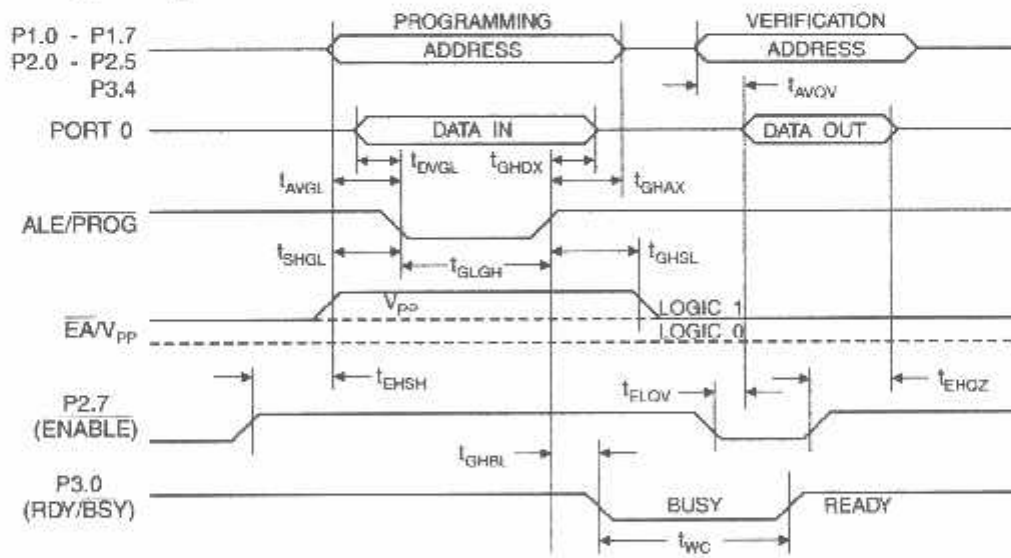 PROGRAMMING VERIFICATION
P1.0 - P1.7
P2.0 - P2.5
P3.4
ADDRESS ADDRESS
tAVQV
PORT 0 DATA IN DATA OUT
tDVGL tGHDX
tAVGL tGHAX
ALE/PROG
tSHGL tGLGH tGHSL
VPP LOGIC 1
EA/VPP LOGIC 0
tEHSH tELQV tEHQZ
P2.7
(ENABLE)
tGHBL
P3.0
(RDY/BSY) BUSY READY
tWC